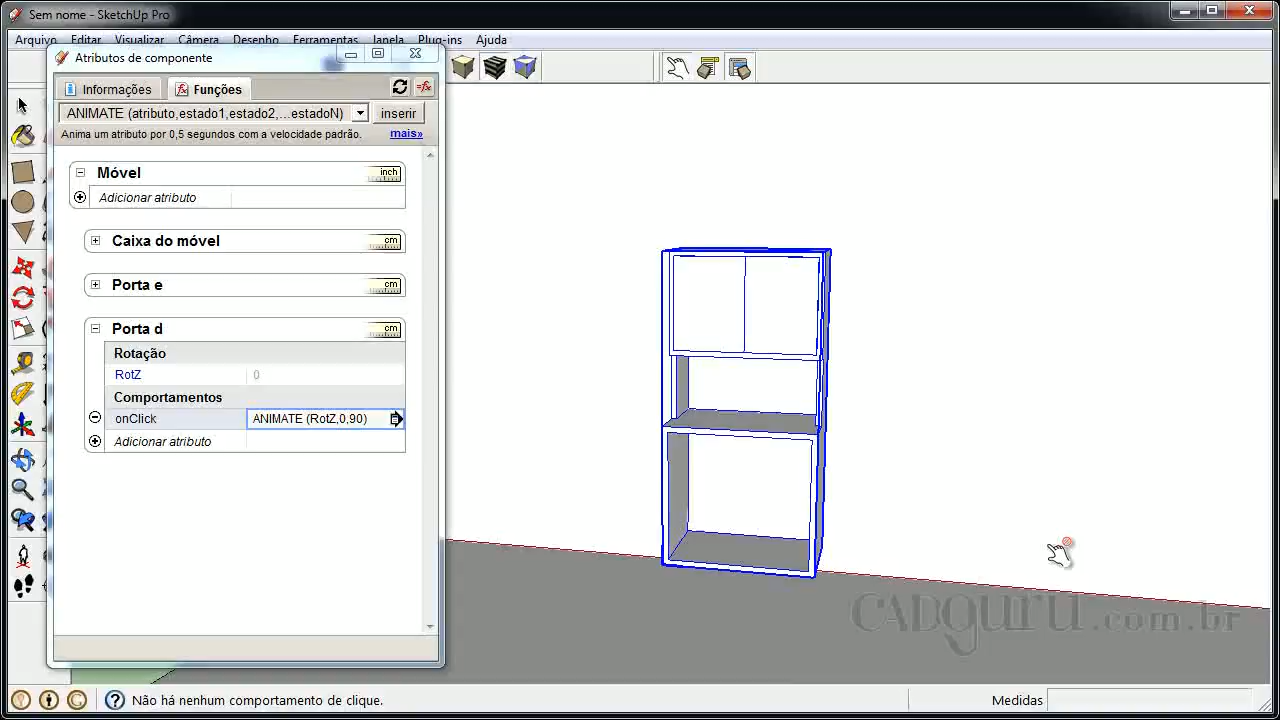 Sem nome - SketchUp Pro
Arquivo Editar Visualizar Câmera Desenho Ferramentas Janela Plug-ins Ajuda
Atributos de componente
Informações Funções
ANIMATE (atributo,estado1,estado2,...estadoN) inserir
Anima um atributo por 0,5 segundos com a velocidade padrão. mais»
Móvel inch
Adicionar atributo
Caixa do móvel cm
Porta e cm
Porta d cm
Rotação
RotZ 0
Comportamentos
onClick ANIMATE (RotZ,0,90)
Adicionar atributo
CADguru.com.br
Não há nenhum comportamento de clique.
Medidas